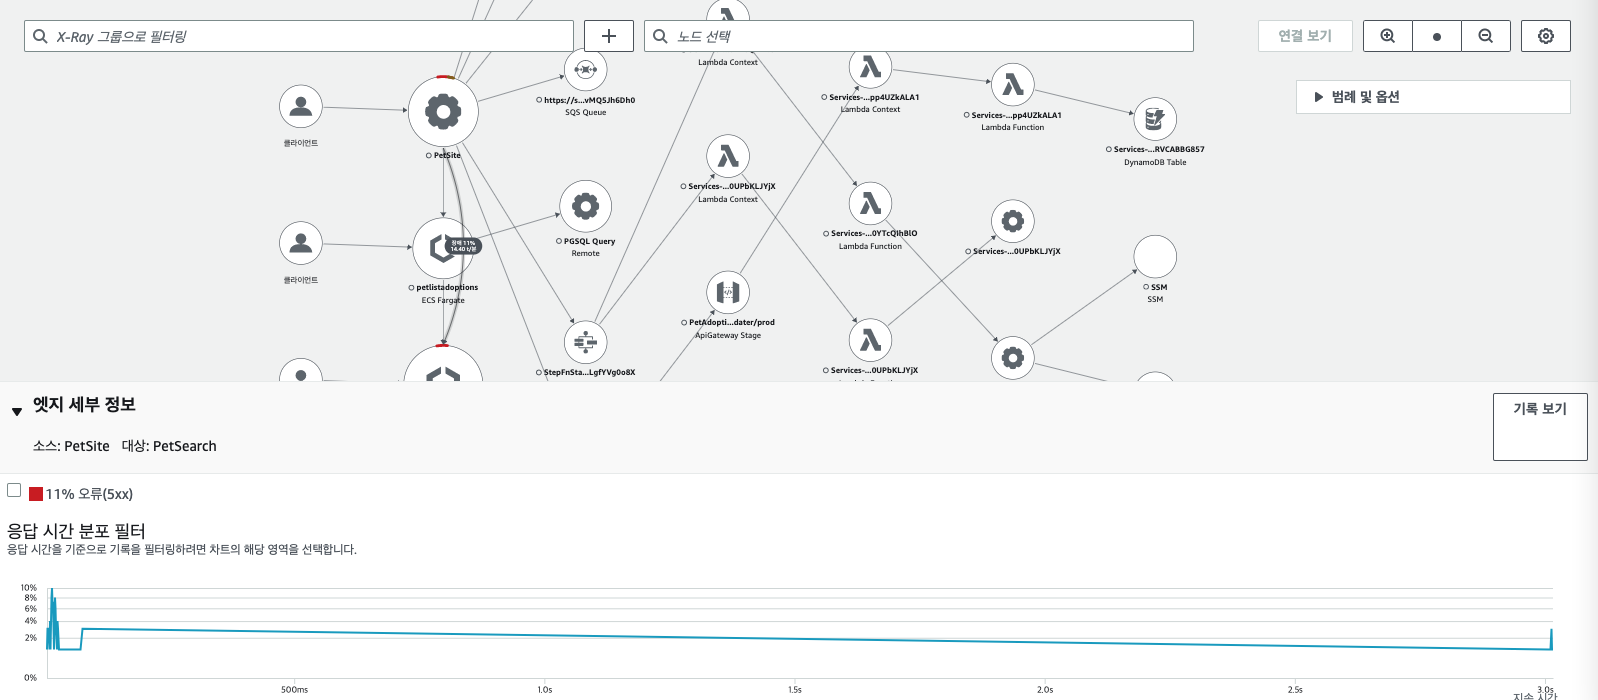 X-Ray 그룹으로 필터링
노드 선택
연결 보기
범례 및 옵션
Lambda Context
https://s...vMQ5Jh6Dh0
SQS Queue
Services-...pp4UZkALA1
Lambda Context
Services-...pp4UZkALA1
Lambda Function
클라이언트
PetSite
Services-...RVCABBG857
DynamoDB Table
Services-...0UPbKLJYjX
Lambda Context
PGSQL Query
Remote
Services-...0YTcQIhBlO
Lambda Function
Services-...0UPbKLJYjX
장애 11%
14.40 t/분
클라이언트
petlistadoptions
ECS Fargate
SSM
SSM
PetAdopti...dater/prod
ApiGateway Stage
StepFnSta...LgfYVg0o8X
Services-...0UPbKLJYjX
엣지 세부 정보
기록 보기
소스: PetSite 대상: PetSearch
11% 오류(5xx)
응답 시간 분포 필터
응답 시간을 기준으로 기록을 필터링하려면 차트의 해당 영역을 선택합니다.
10%
8%
6%
4%
2%
0%
500ms
1.0s
1.5s
2.0s
2.5s
3.0s
지속 시간